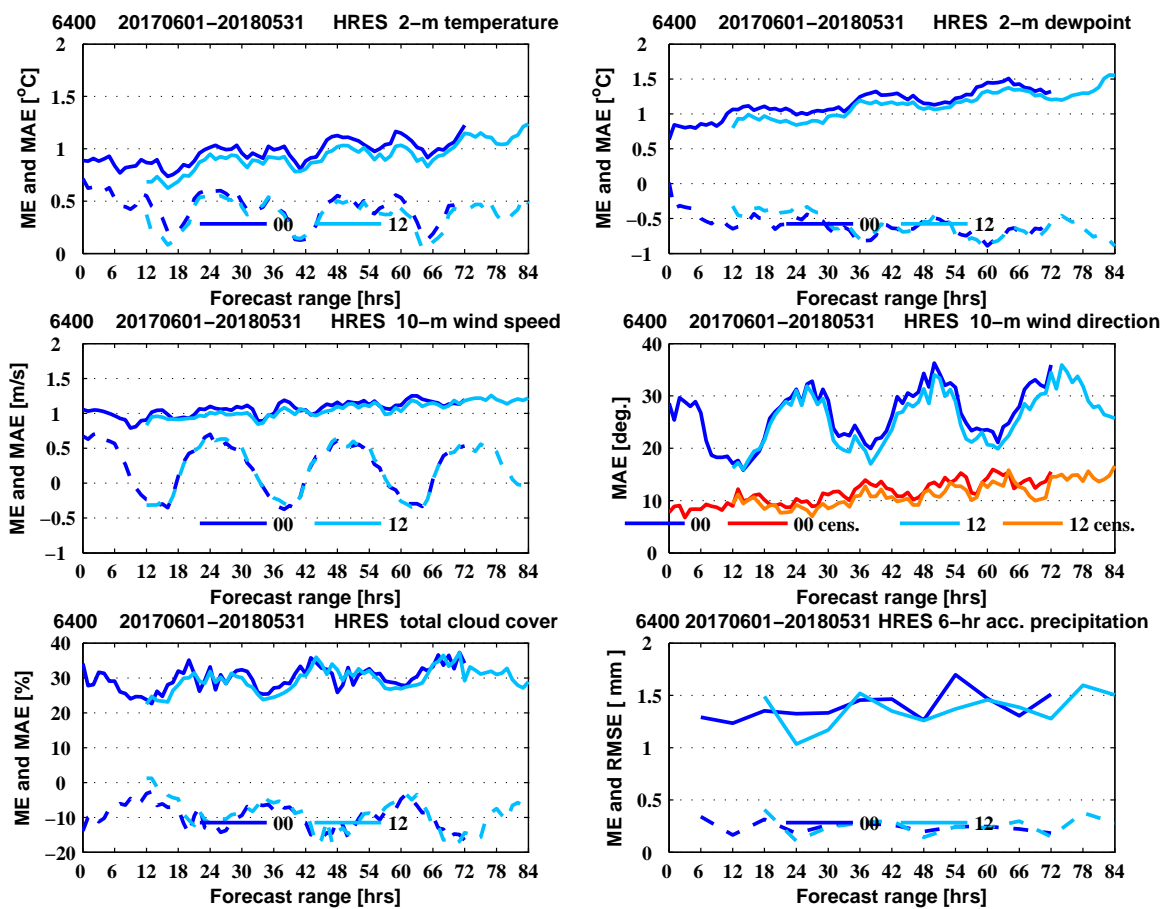 6400 20170601−20180531 HRES 2−m temperature
ME and MAE [°C]
2
1.5
1
0.5
0
00
12
0 6 12 18 24 30 36 42 48 54 60 66 72 78 84
Forecast range [hrs]
6400 20170601−20180531 HRES 2−m dewpoint
ME and MAE [°C]
2
1.5
1
0.5
0
−0.5
−1
00
12
0 6 12 18 24 30 36 42 48 54 60 66 72 78 84
Forecast range [hrs]
6400 20170601−20180531 HRES 10−m wind speed
ME and MAE [m/s]
2
1.5
1
0.5
0
−0.5
−1
00
12
0 6 12 18 24 30 36 42 48 54 60 66 72 78 84
Forecast range [hrs]
6400 20170601−20180531 HRES 10−m wind direction
MAE [deg.]
40
30
20
10
0
00
00 cens.
12
12 cens.
0 6 12 18 24 30 36 42 48 54 60 66 72 78 84
Forecast range [hrs]
6400 20170601−20180531 HRES total cloud cover
ME and MAE [%]
40
30
20
10
0
−10
−20
00
12
0 6 12 18 24 30 36 42 48 54 60 66 72 78 84
Forecast range [hrs]
6400 20170601−20180531 HRES 6−hr acc. precipitation
ME and RMSE [ mm]
2
1.5
1
0.5
0
00
12
0 6 12 18 24 30 36 42 48 54 60 66 72 78 84
Forecast range [hrs]